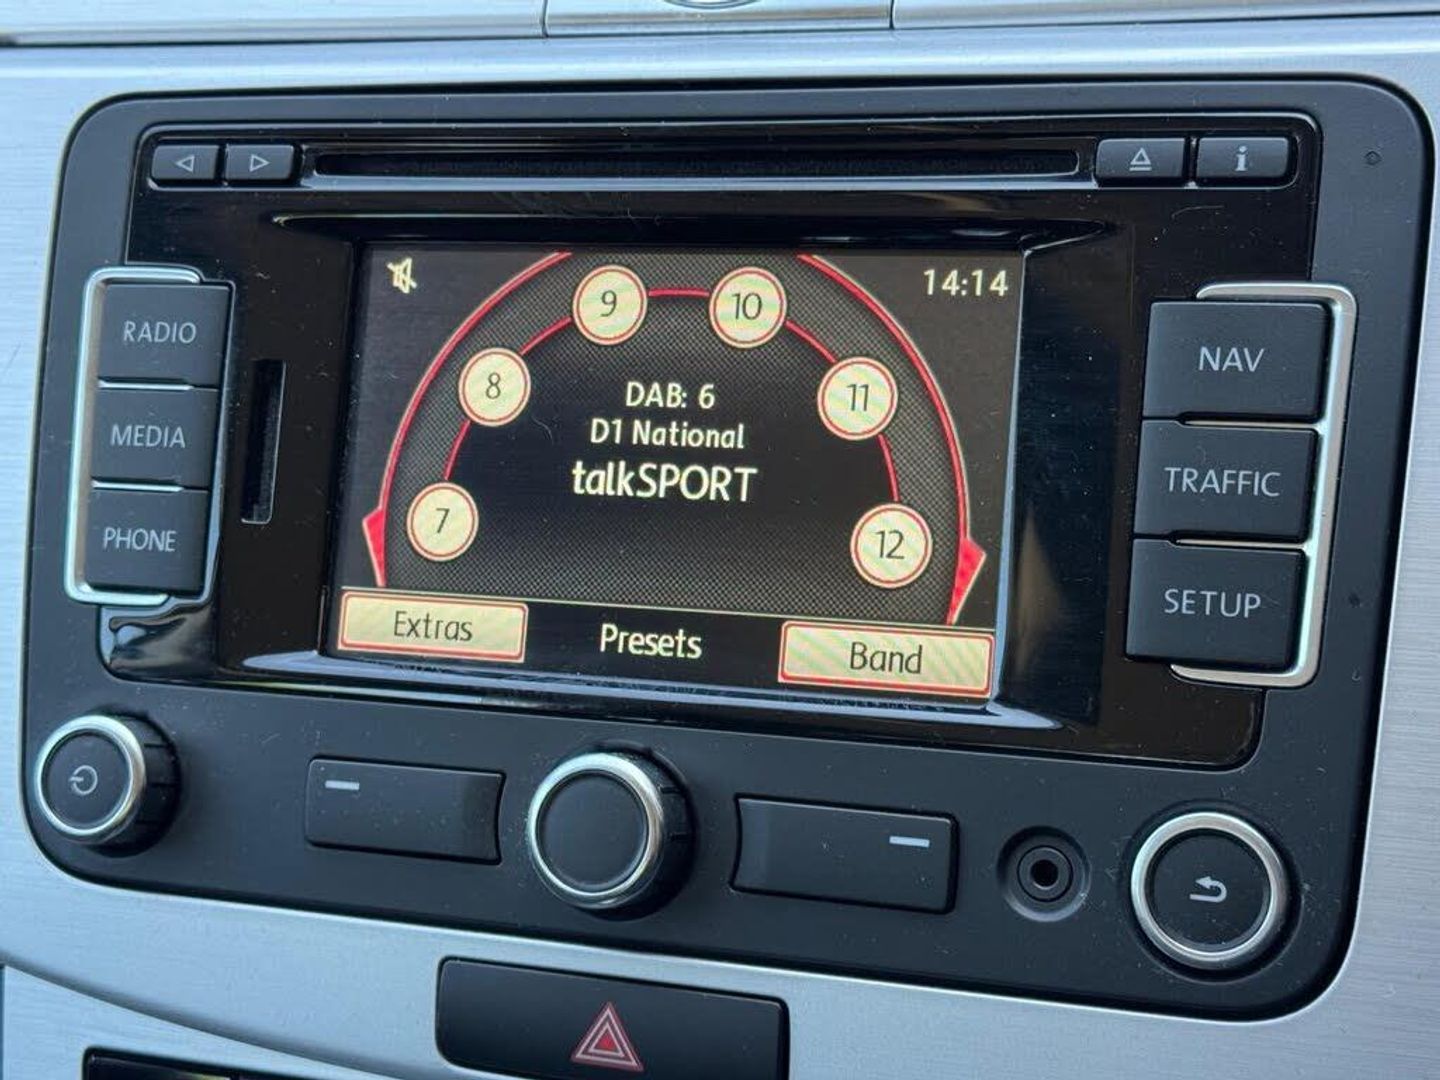 i
RADIO
MEDIA
PHONE
14:14
9
10
8
11
7
12
DAB: 6
D1 National
talkSPORT
Extras
Presets
Band
NAV
TRAFFIC
SETUP